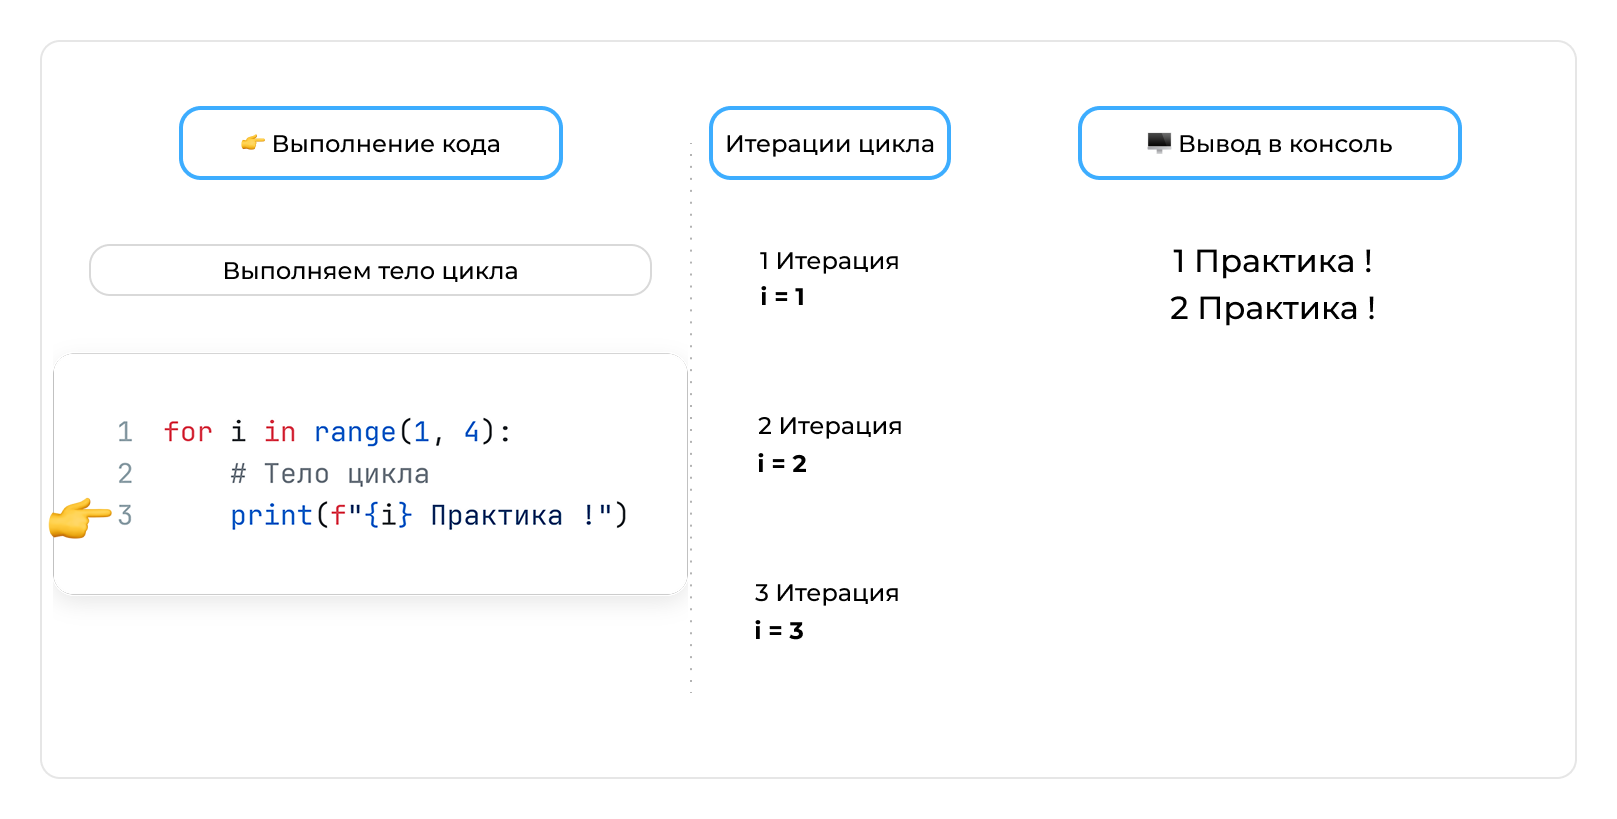 👉 Выполнение кода
Выполняем тело цикла
1 for i in range(1, 4):
2     # Тело цикла
3     print(f"{i} Практика !")
Итерации цикла
1 Итерация
i = 1
2 Итерация
i = 2
3 Итерация
i = 3
🖥️ Вывод в консоль
1 Практика !
2 Практика !